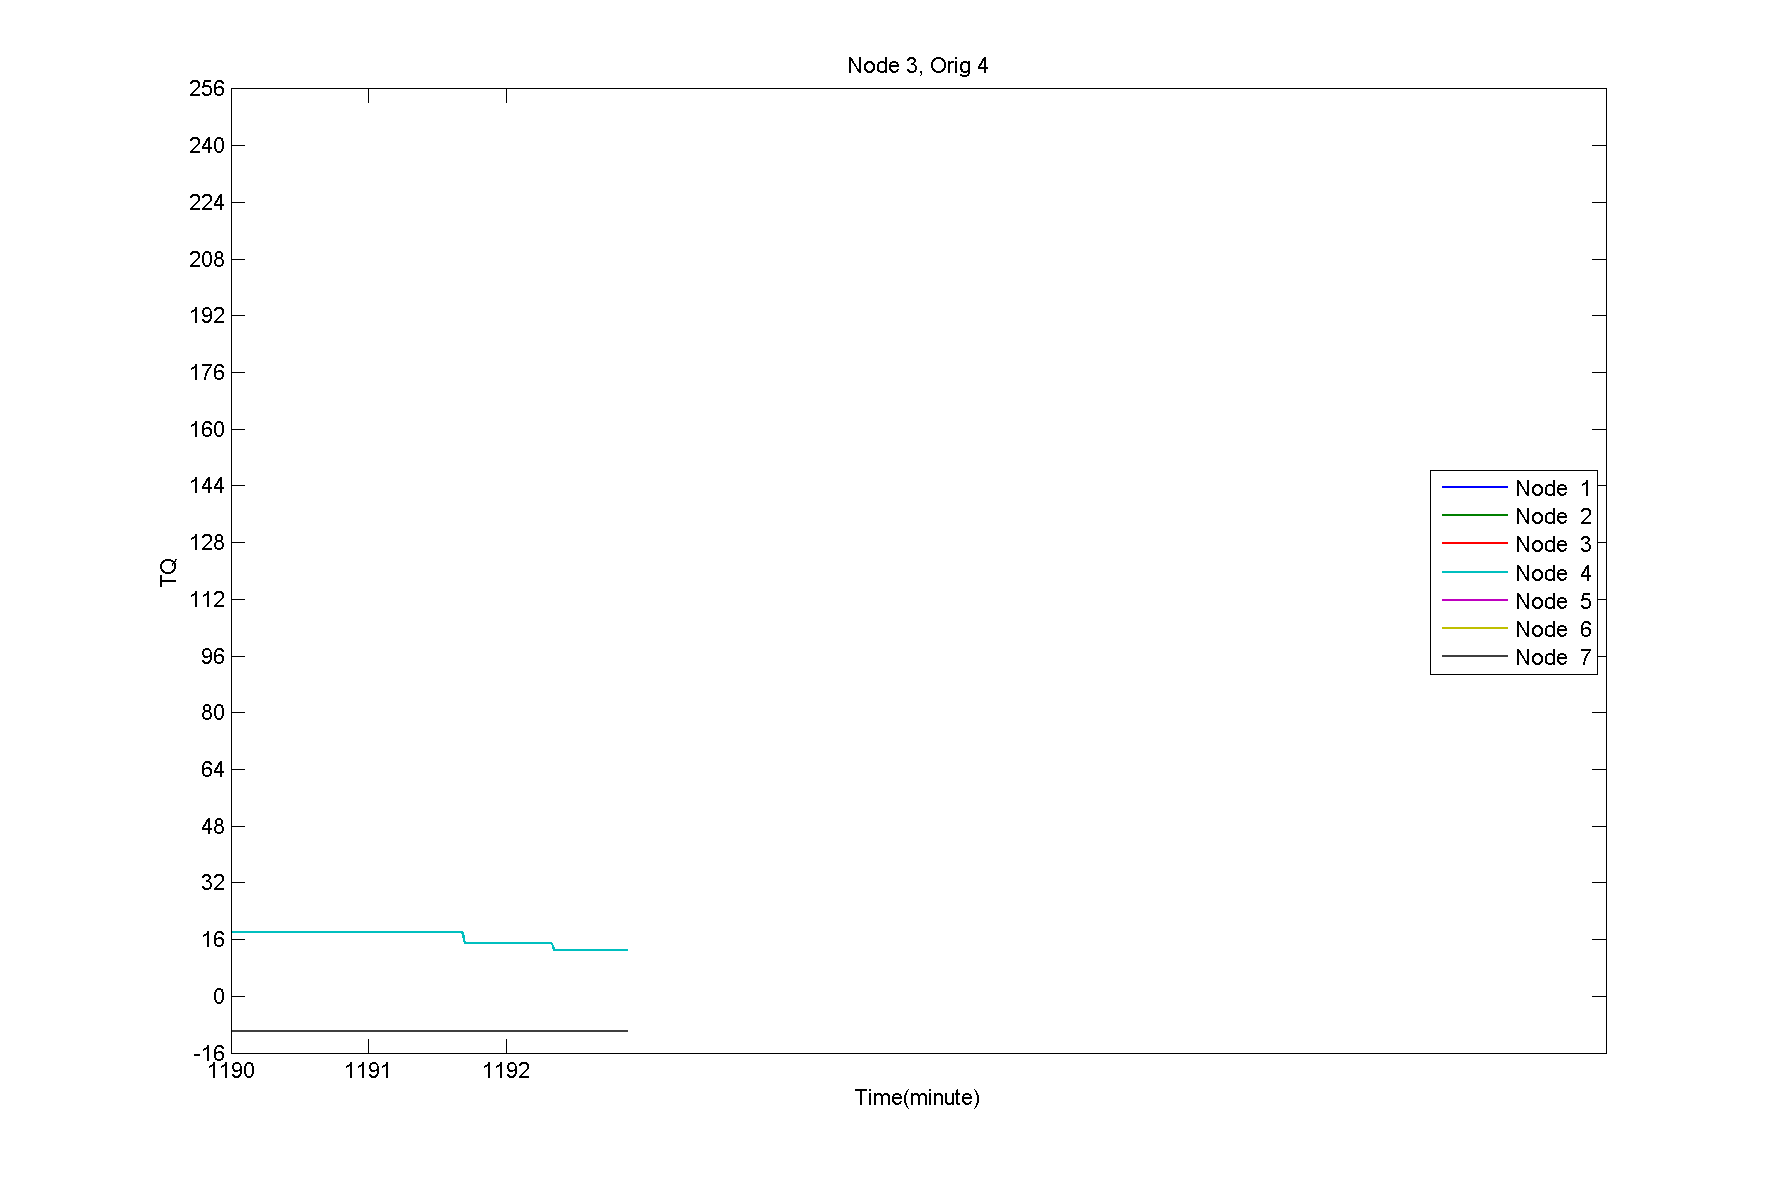 Node 3, Orig 4
256
240
224
208
192
176
160
144
128
112
96
80
64
48
32
16
0
-16
TQ
Node 1
Node 2
Node 3
Node 4
Node 5
Node 6
Node 7
1190 1191 1192
Time(minute)